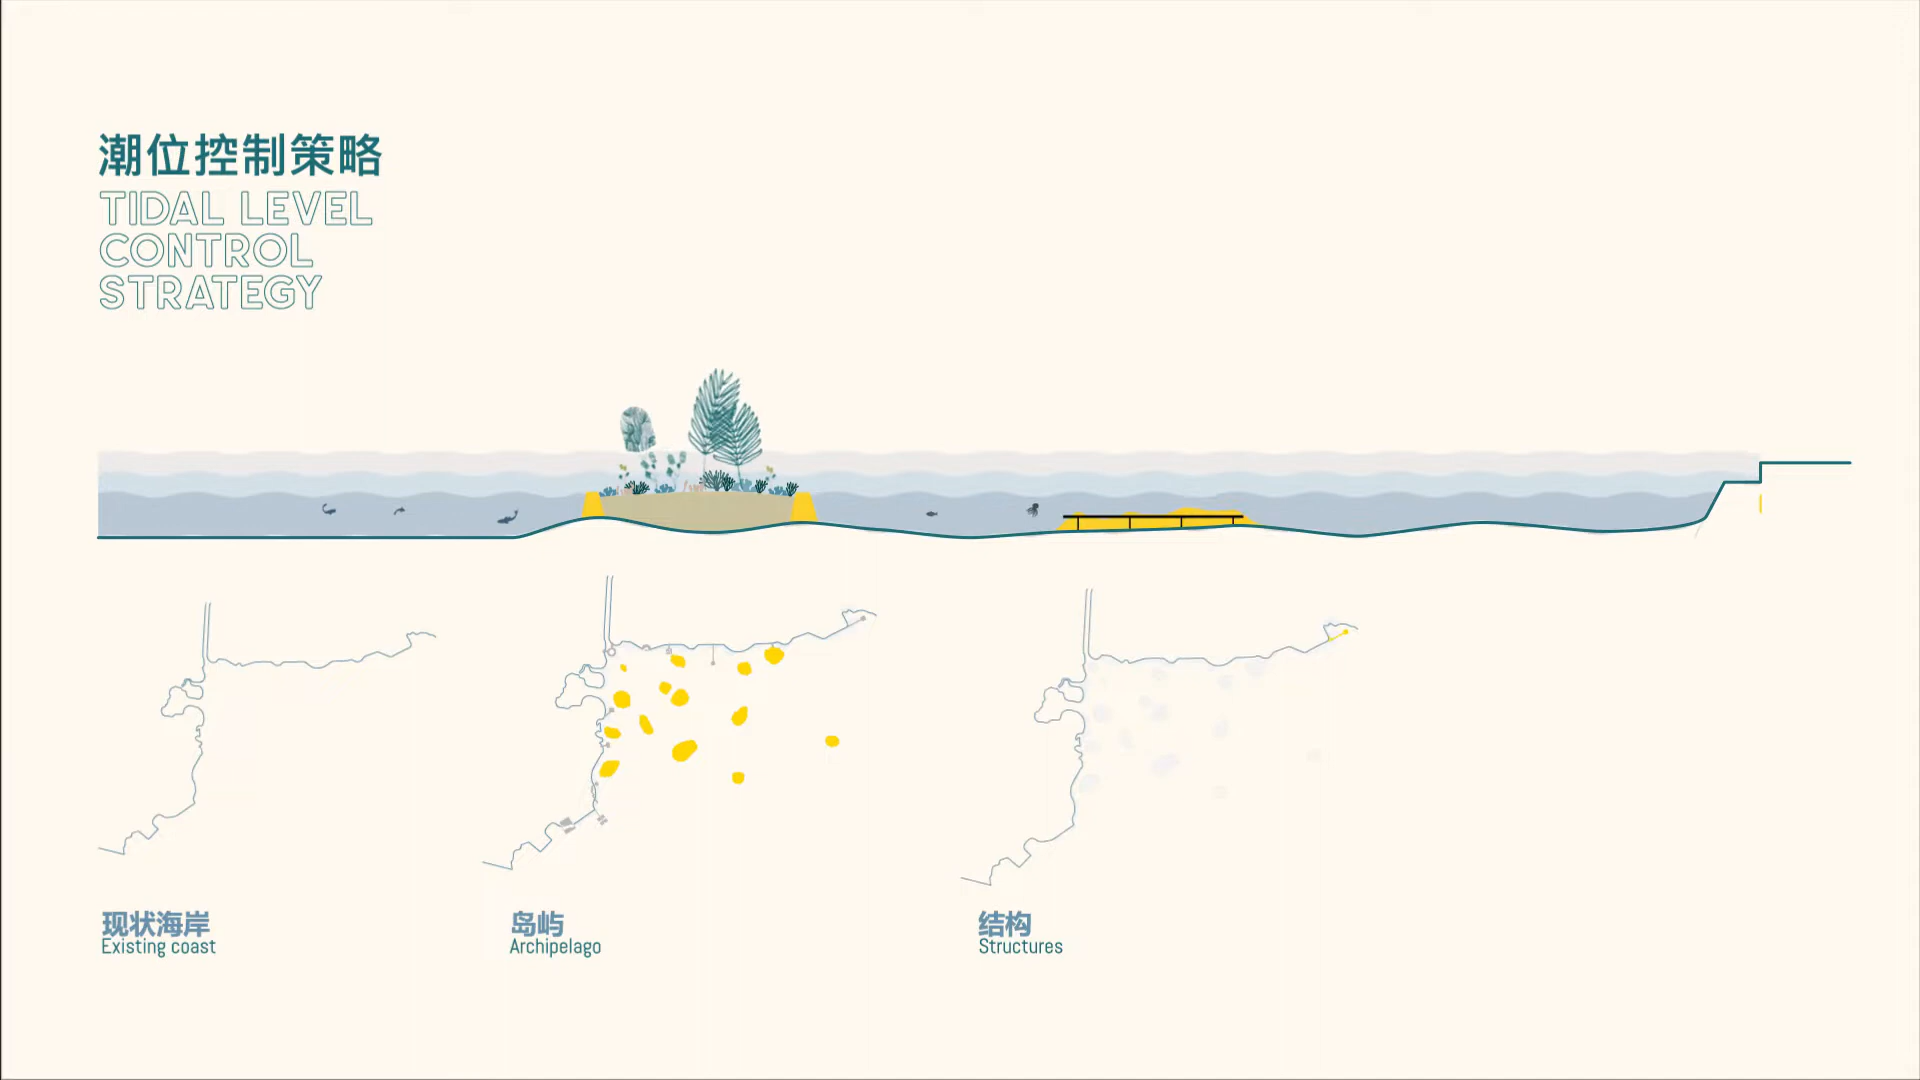 潮位控制策略
TIDAL LEVEL
CONTROL
STRATEGY
现状海岸
Existing coast
岛屿
Archipelago
结构
Structures